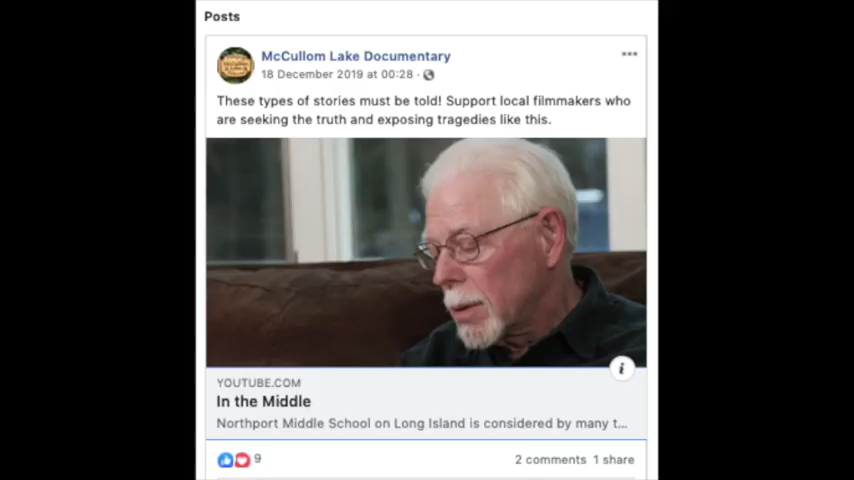 Posts
McCullom Lake Documentary
18 December 2019 at 00:28 ·
These types of stories must be told! Support local filmmakers who
are seeking the truth and exposing tragedies like this.
YOUTUBE.COM
In the Middle
Northport Middle School on Long Island is considered by many t...
9
2 comments 1 share